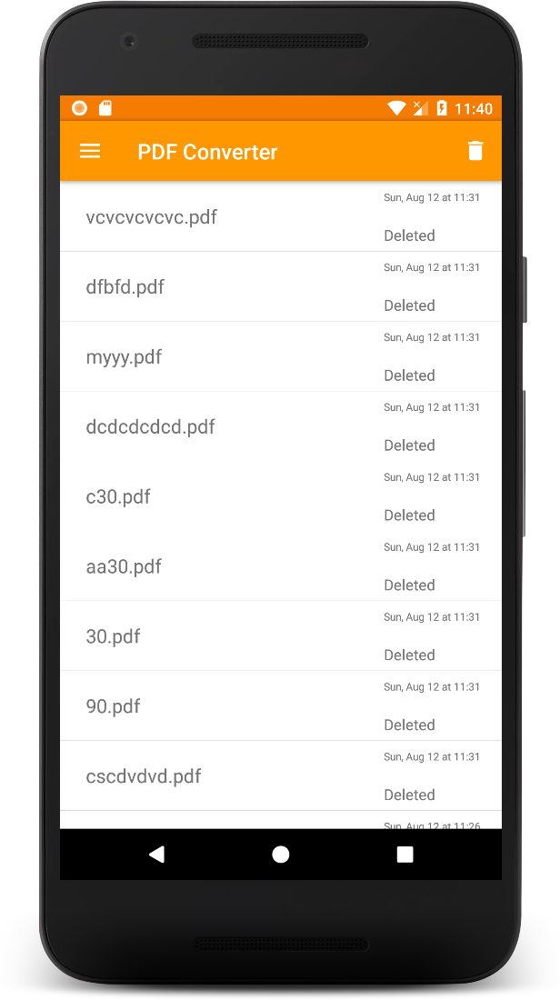 11:40
PDF Converter
Sun, Aug 12 at 11:31
vcvcvcvcvc.pdf
Deleted
Sun, Aug 12 at 11:31
dfbfd.pdf
Deleted
Sun, Aug 12 at 11:31
myyy.pdf
Deleted
Sun, Aug 12 at 11:31
dcdcdcdcd.pdf
Deleted
Sun, Aug 12 at 11:31
c30.pdf
Deleted
Sun, Aug 12 at 11:31
aa30.pdf
Deleted
Sun, Aug 12 at 11:31
30.pdf
Deleted
Sun, Aug 12 at 11:31
90.pdf
Deleted
Sun, Aug 12 at 11:31
cscdvdvd.pdf
Deleted
Sun, Aug 12 at 11:26